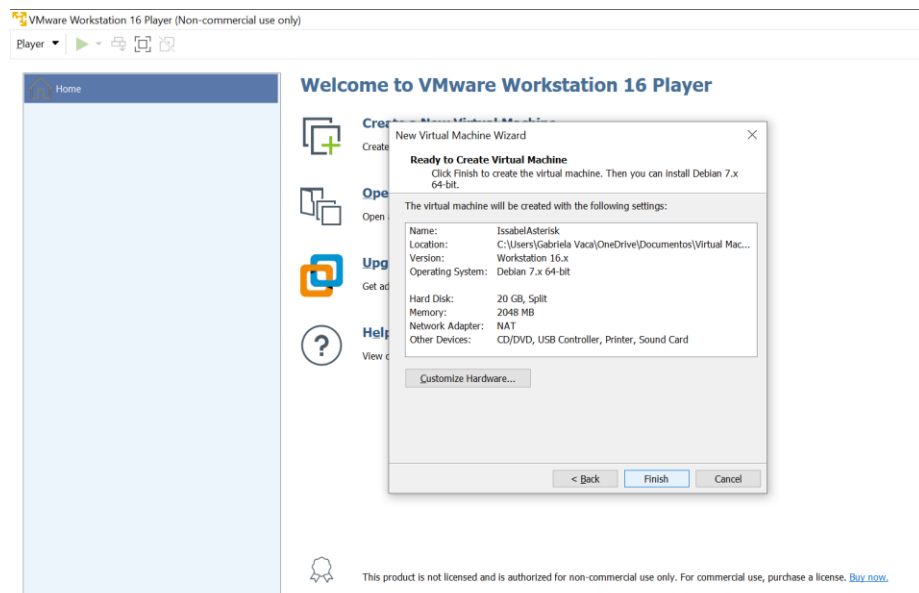 VMware Workstation 16 Player (Non-commercial use only)
Player
Home
Welcome to VMware Workstation 16 Player
Create
Open
Upg
Get ad
Help
View
New Virtual Machine Wizard
Ready to Create Virtual Machine
Click Finish to create the virtual machine. Then you can install Debian 7.x
64-bit.
The virtual machine will be created with the following settings:
Name: IssabelAsterisk
Location: C:\Users\Gabriela Vaca\OneDrive\Documentos\Virtual Mac...
Version: Workstation 16.x
Operating System: Debian 7.x 64-bit
Hard Disk: 20 GB, Split
Memory: 2048 MB
Network Adapter: NAT
Other Devices: CD/DVD, USB Controller, Printer, Sound Card
Customize Hardware...
< Back Finish Cancel
This product is not licensed and is authorized for non-commercial use only. For commercial use, purchase a license. Buy now.